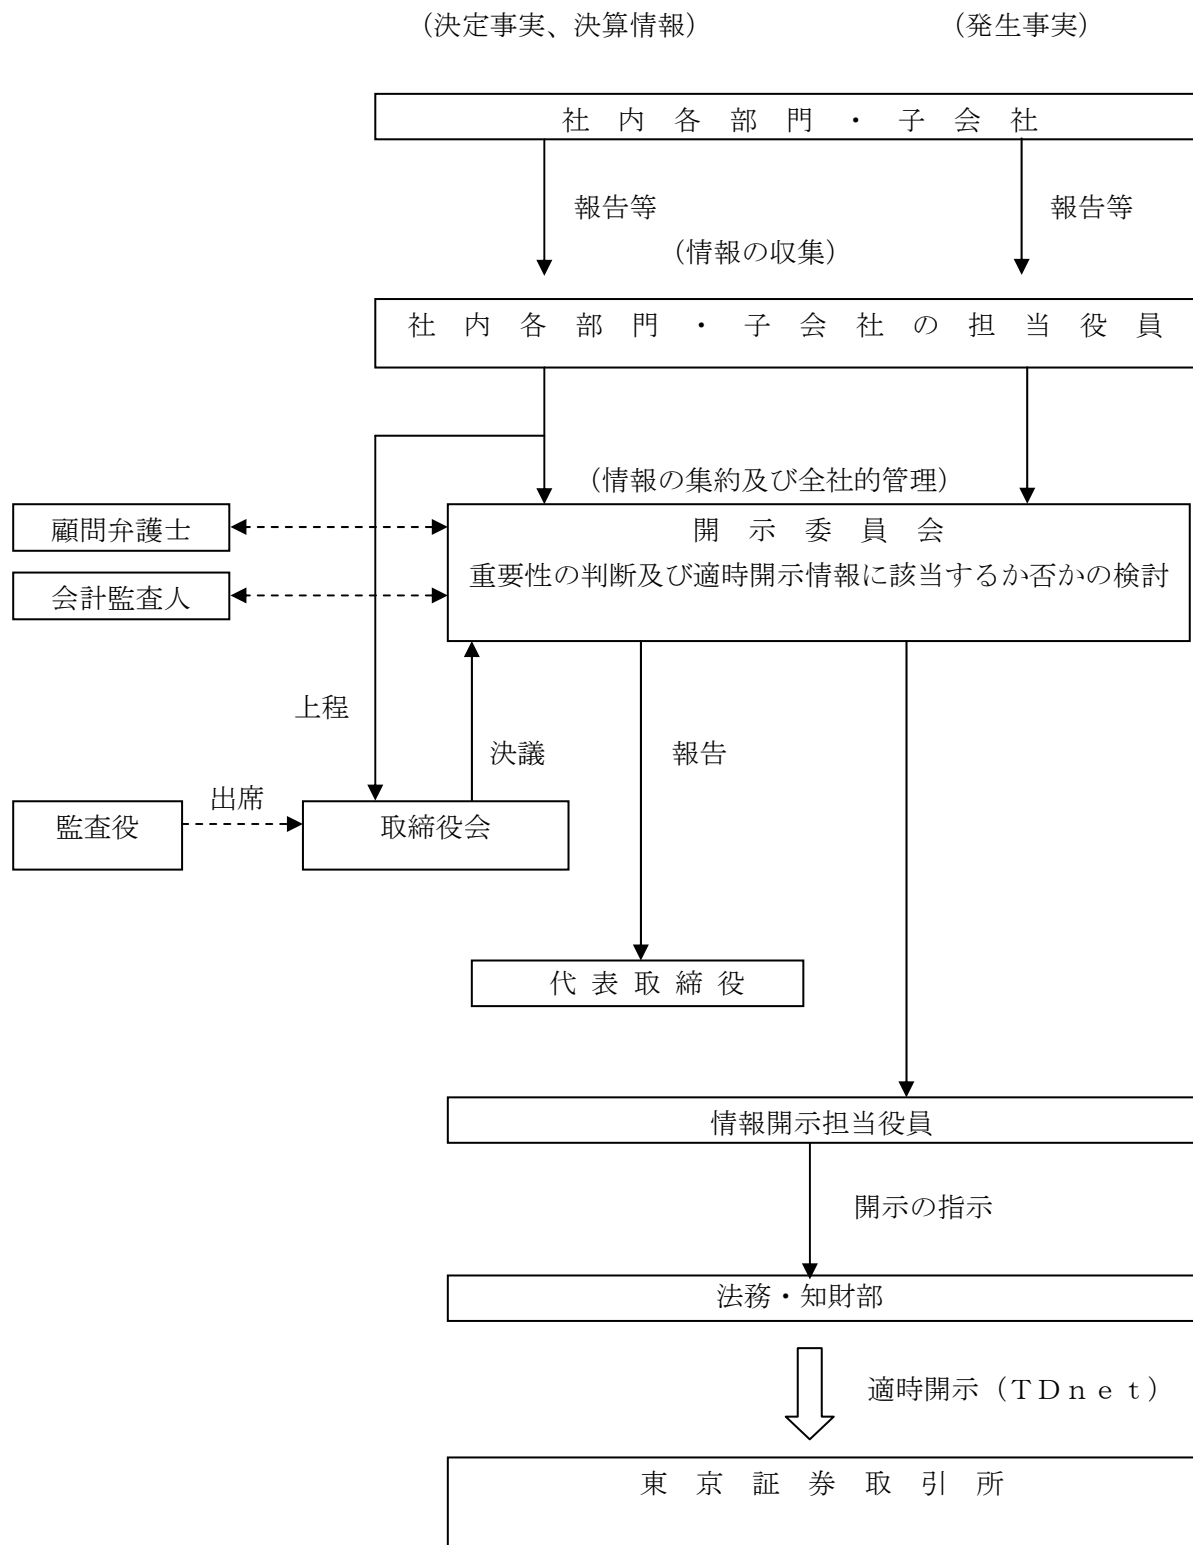 （決定事実、決算情報）
（発生事実）
社内各部門・子会社
報告等
報告等
（情報の収集）
社内各部門・子会社の担当役員
（情報の集約及び全社的管理）
顧問弁護士
開示委員会
重要性の判断及び適時開示情報に該当するか否かの検討
会計監査人
上程
決議
報告
出席
監査役
取締役会
代表取締役
情報開示担当役員
開示の指示
法務・知財部
適時開示（ＴＤｎｅｔ）
東京証券取引所